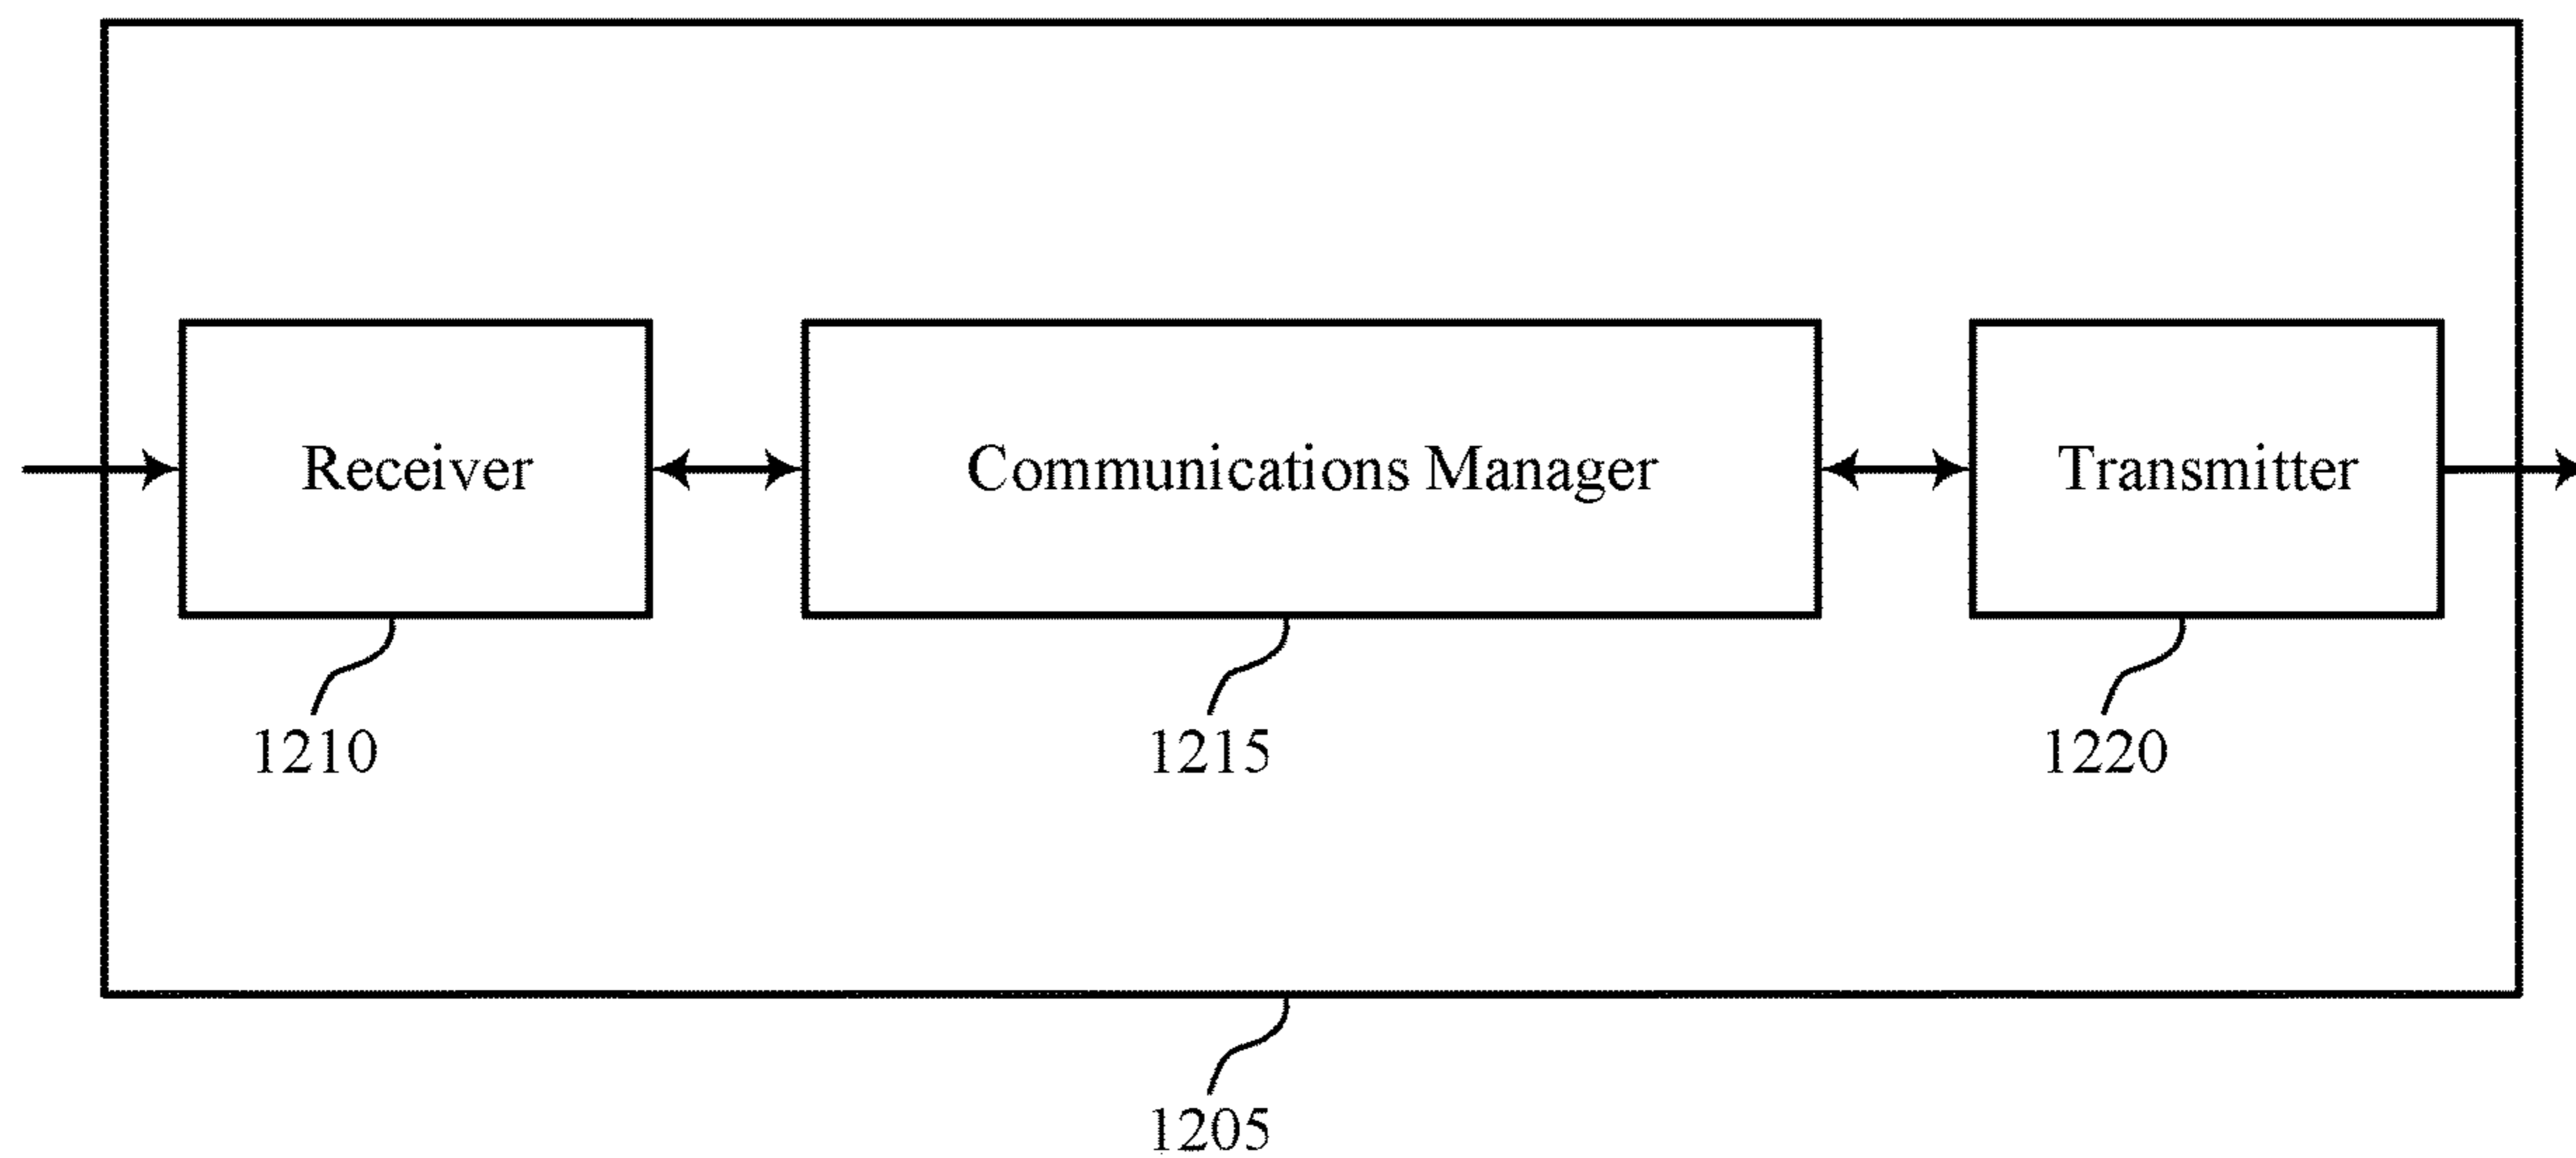 Receiver
Communications Manager
Transmitter
1210
1215
1220
1205